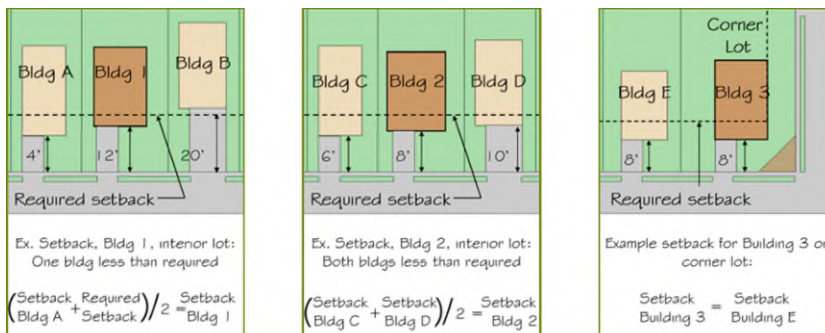 Bldg A
Bldg 1
Bldg B
4'
12'
20'
Required setback
Ex. Setback, Bldg 1, interior lot:
One bldg less than required
(Setback Bldg A + Required Setback)/2 = Setback Bldg 1
Bldg C
Bldg 2
Bldg D
6'
8'
10'
Required setback
Ex. Setback, Bldg 2, interior lot:
Both bldgs less than required
(Setback Bldg C + Setback Bldg D)/2 = Setback Bldg 2
Corner
Lot
Bldg E
Bldg 3
8'
8'
Required setback
Example setback for Building 3 on
corner lot:
Setback Building 3 = Setback Building E